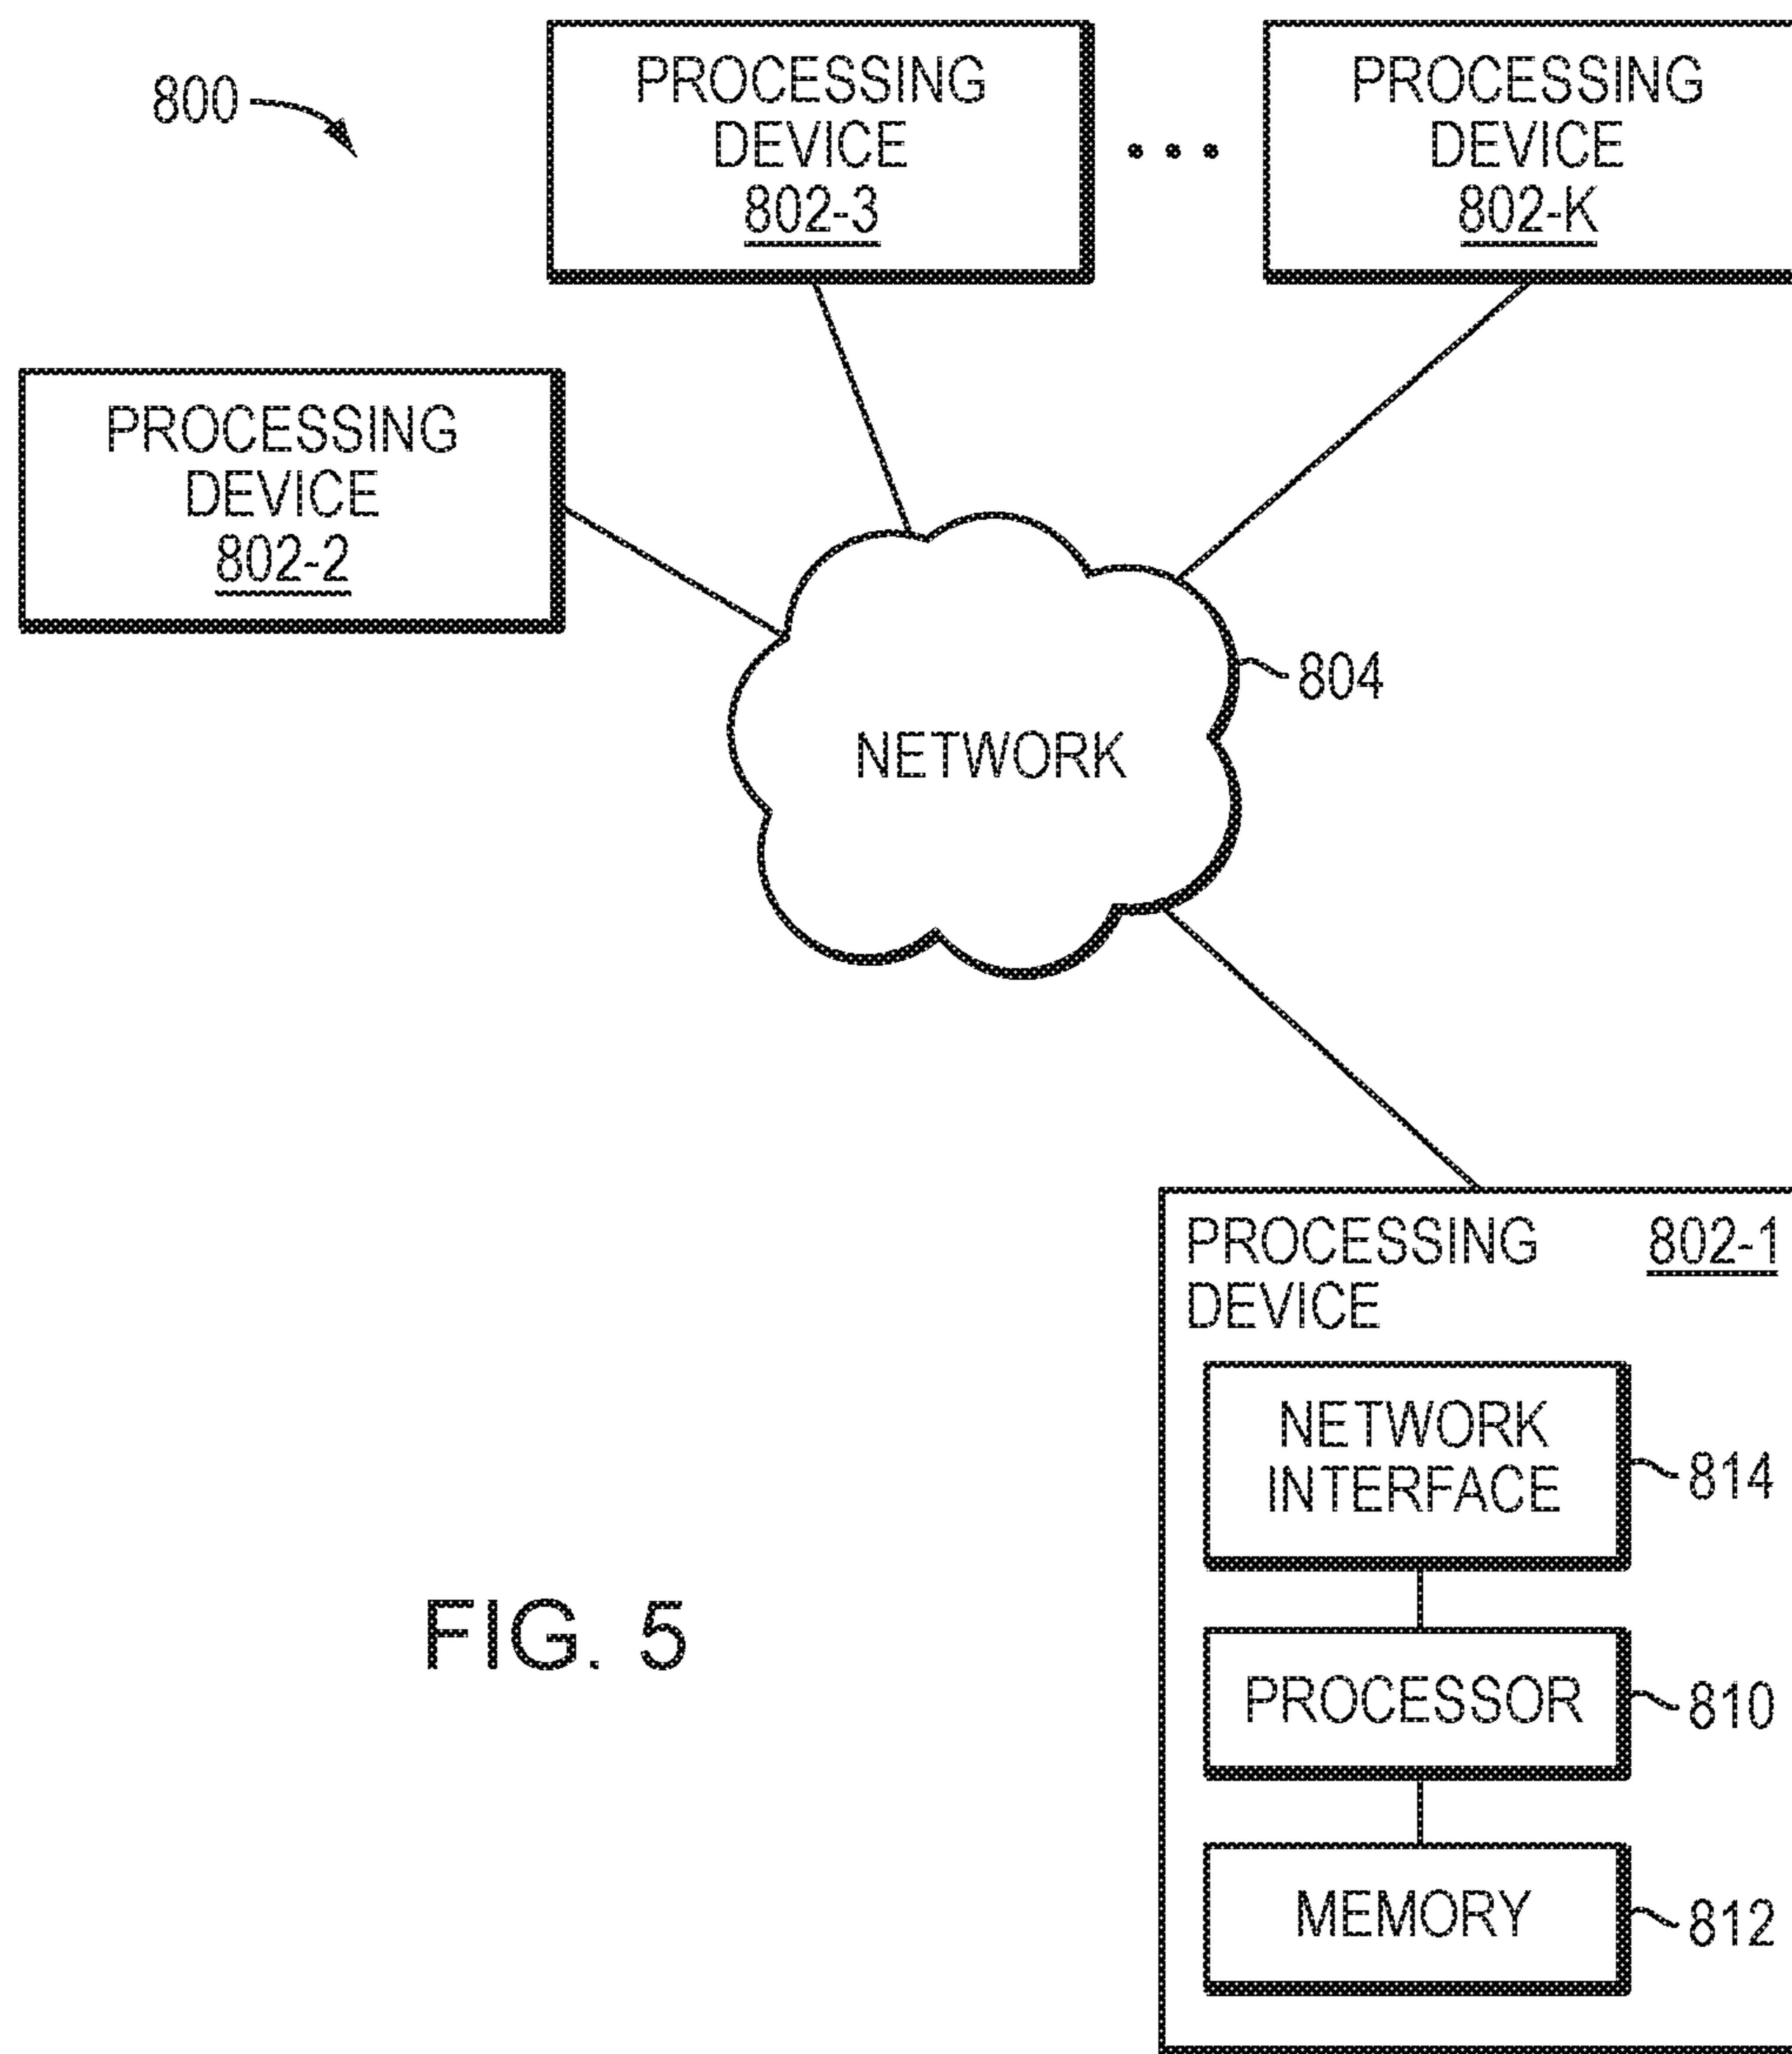 800
PROCESSING
DEVICE
802-3
...
PROCESSING
DEVICE
802-K
PROCESSING
DEVICE
802-2
804
NETWORK
PROCESSING
DEVICE
802-1
NETWORK
INTERFACE
814
PROCESSOR
810
MEMORY
812
FIG. 5